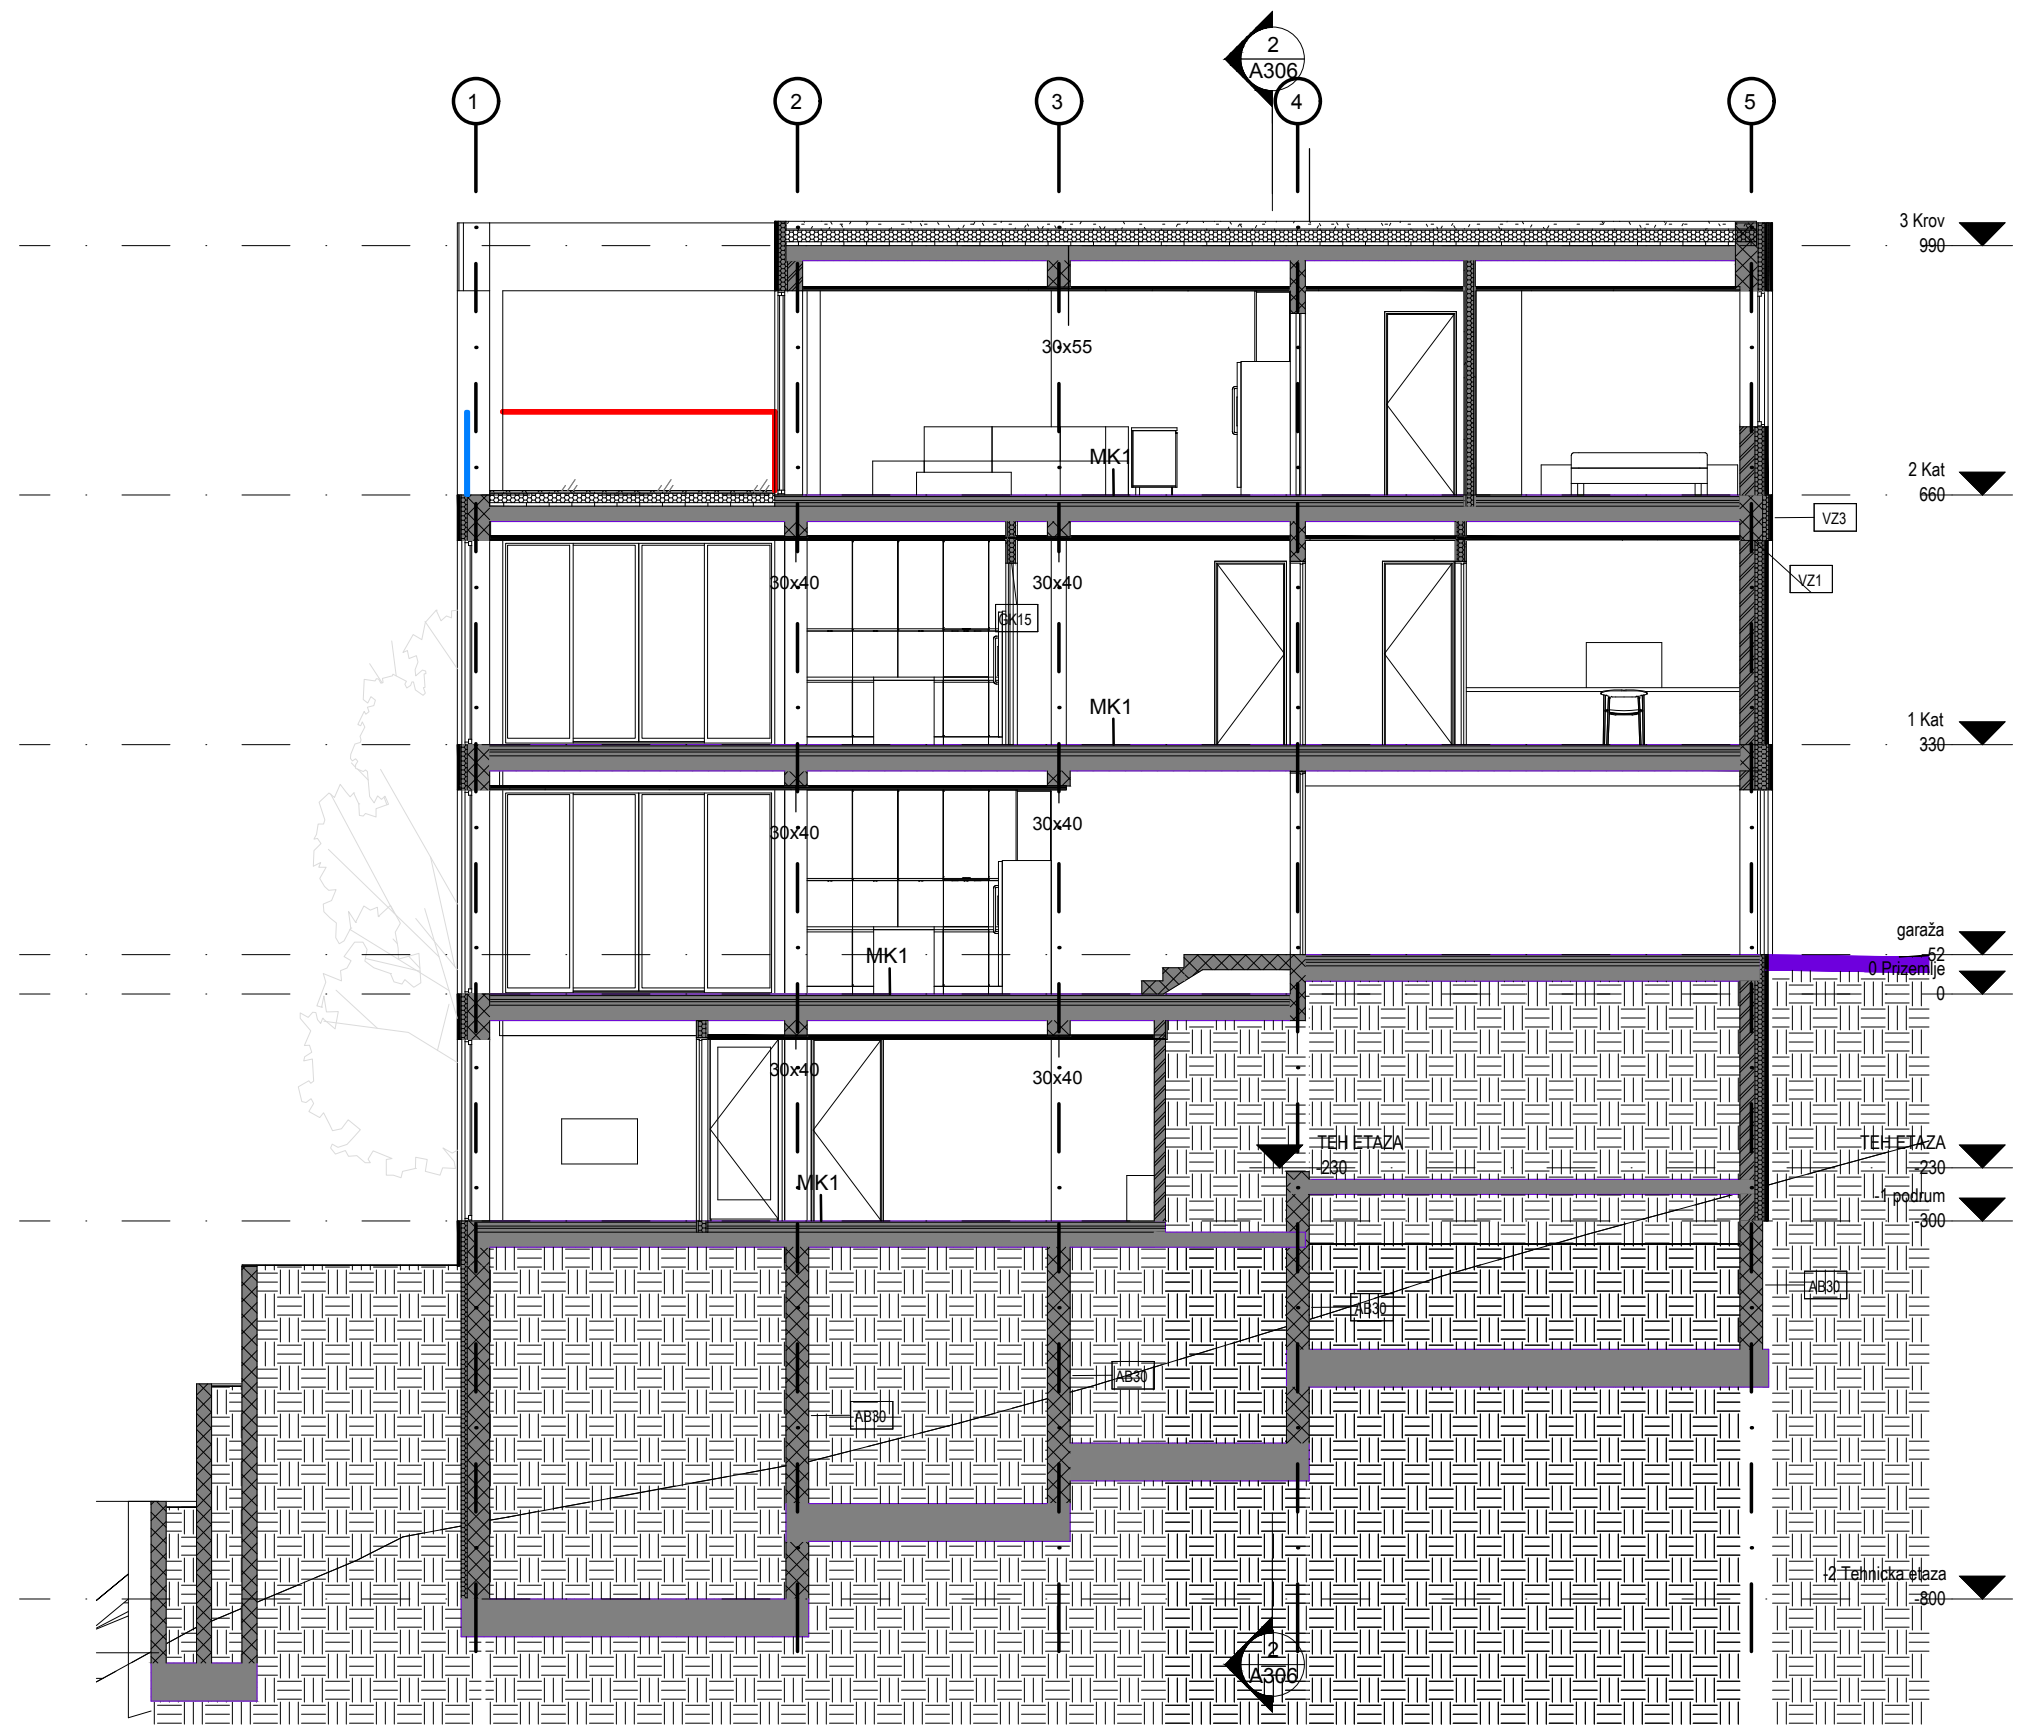 2
A306
1
2
3
4
5
3 Krov
990
30x55
MK1
2 Kat
660
VZ3
VZ1
30x40
30x40
GK15
MK1
1 Kat
330
30x40
30x40
MK1
garaža
52
0 Prizemlje
0
30x40
30x40
TEH ETAZA
-230
TEH ETAZA
-230
MK1
-1 podrum
-300
AB30
AB30
AB30
AB30
-2 Tehnicka etaza
-800
2
A306